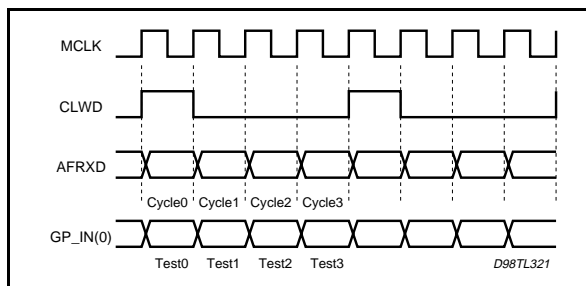 MCLK
CLWD
AFRXD
Cycle0 Cycle1 Cycle2 Cycle3
GP_IN(0)
Test0 Test1 Test2 Test3
D98TL321